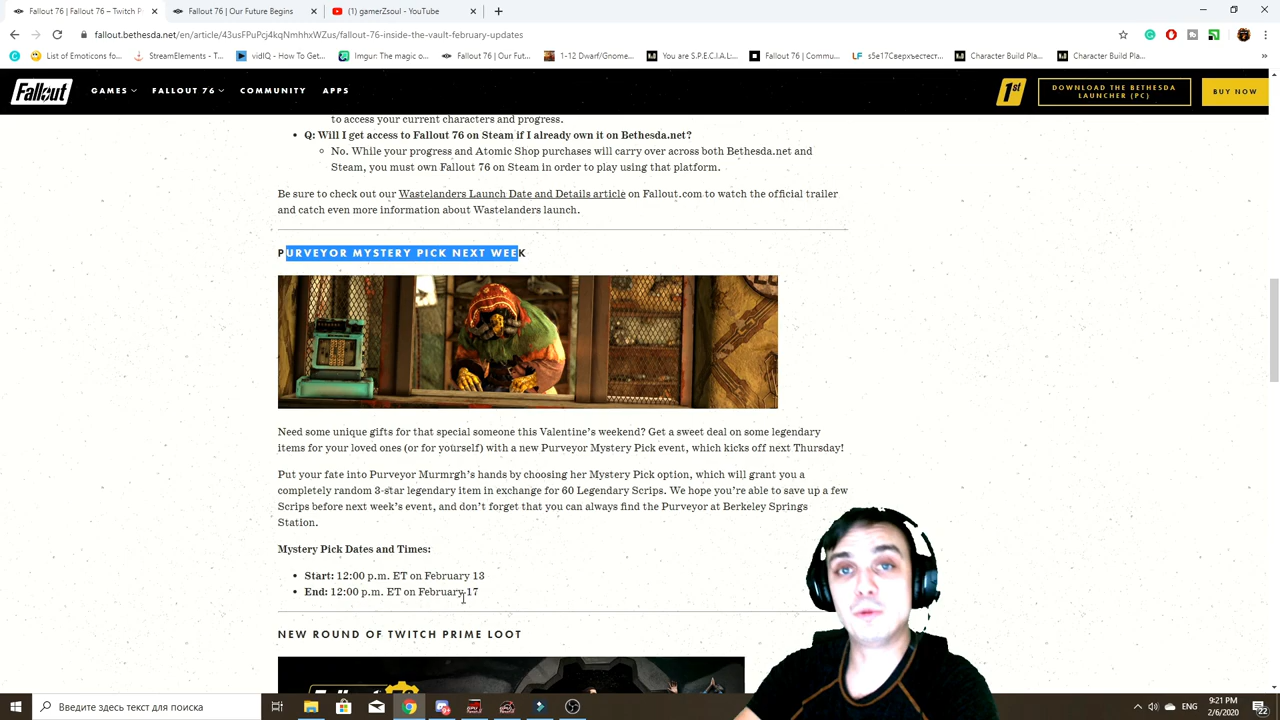 Fallout 76 | Fallout 76 – Twitch P
Fallout 76 | Our Future Begins
(1) gamerZsoul - YouTube
fallout.bethesda.net/en/article/43usFPuPcj4kqNmhhxWZus/fallout-76-inside-the-vault-february-updates
List of Emoticons fo...
StreamElements - T...
vidIQ - How To Get...
Imgur: The magic o...
Fallout 76 | Our Fut...
1-12 Dwarf/Gnome...
You are S.P.E.C.I.A.L:...
Fallout 76 | Commu...
s5e17Сверхъестест...
Character Build Pla...
Character Build Pla...
»
Fallout
GAMES
FALLOUT 76
COMMUNITY
APPS
1st
DOWNLOAD THE BETHESDA
LAUNCHER (PC)
BUY NOW
to access your current characters and progress.
• Q: Will I get access to Fallout 76 on Steam if I already own it on Bethesda.net?
No. While your progress and Atomic Shop purchases will carry over across both Bethesda.net and
Steam, you must own Fallout 76 on Steam in order to play using that platform.
Be sure to check out our Wastelanders Launch Date and Details article on Fallout.com to watch the official trailer
and catch even more information about Wastelanders launch.
PURVEYOR MYSTERY PICK NEXT WEEK
Need some unique gifts for that special someone this Valentine's weekend? Get a sweet deal on some legendary
items for your loved ones (or for yourself) with a new Purveyor Mystery Pick event, which kicks off next Thursday!
Put your fate into Purveyor Murmrgh's hands by choosing her Mystery Pick option, which will grant you a
completely random 3-star legendary item in exchange for 60 Legendary Scrips. We hope you're able to save up a few
Scrips before next week's event, and don't forget that you can always find the Purveyor at Berkeley Springs
Station.
Mystery Pick Dates and Times:
• Start: 12:00 p.m. ET on February 13
• End: 12:00 p.m. ET on February 17
NEW ROUND OF TWITCH PRIME LOOT
Введите здесь текст для поиска
ENG
9:21 PM
2/6/2020
22